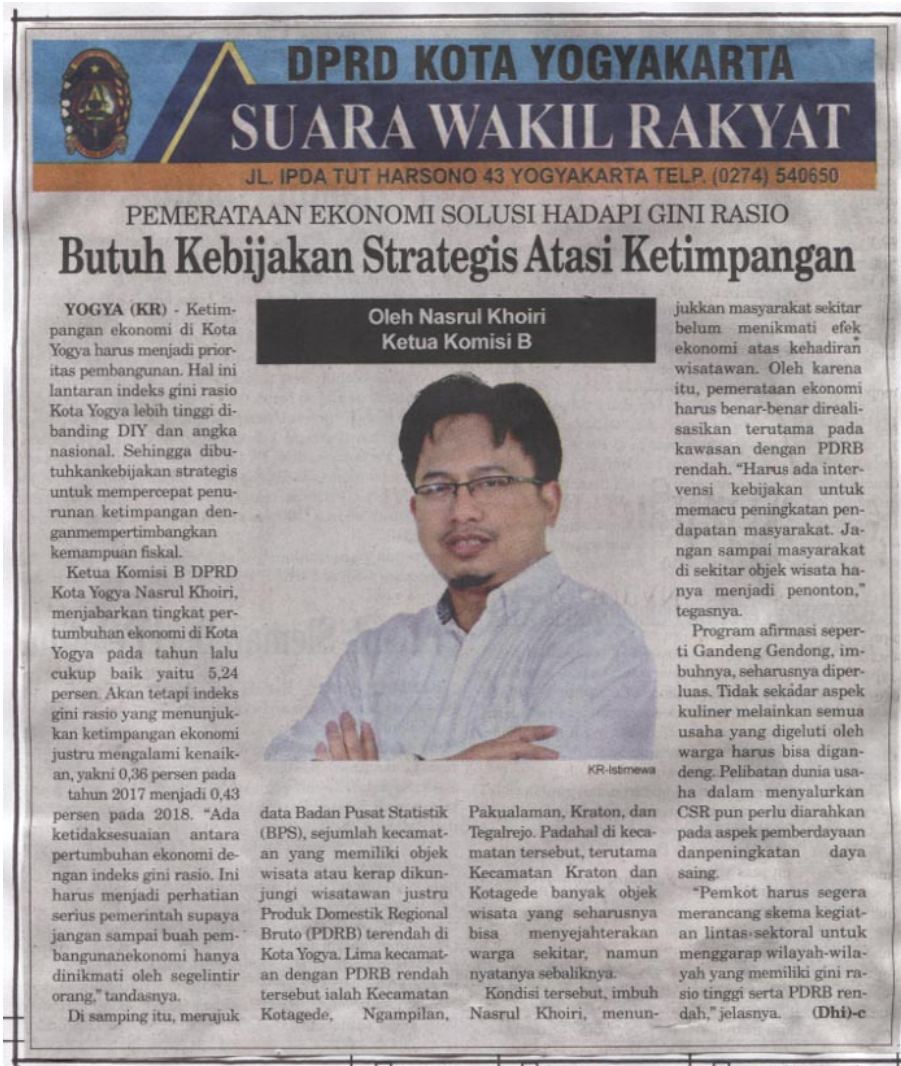 DPRD KOTA YOGYAKARTA
SUARA WAKIL RAKYAT
JL. IPDA TUT HARSONO 43 YOGYAKARTA TELP. (0274) 540650
PEMERATAAN EKONOMI SOLUSI HADAPI GINI RASIO
Butuh Kebijakan Strategis Atasi Ketimpangan
YOGYA (KR) - Ketim-
pangan ekonomi di Kota
Yogya harus menjadi prior-
itas pembangunan. Hal ini
lantaran indeks gini rasio
Kota Yogya lebih tinggi di-
banding DIY dan angka
nasional. Sehingga dibu-
tuhkankebijakan strategis
untuk mempercepat penu-
runan ketimpangan den-
ganmempertimbangkan
kemampuan fiskal.
Ketua Komisi B DPRD
Kota Yogya Nasrul Khoiri,
menjabarkan tingkat per-
tumbuhan ekonomi di Kota
Yogya pada tahun lalu
cukup baik yaitu 5,24
persen. Akan tetapi indeks
gini rasio yang menunjuk-
kan ketimpangan ekonomi
justru mengalami kenaik-
an, yakni 0,36 persen pada
tahun 2017 menjadi 0,43
persen pada 2018. “Ada
ketidaksesuaian antara
pertumbuhan ekonomi de-
ngan indeks gini rasio. Ini
harus menjadi perhatian
serius pemerintah supaya
jangan sampai buah pem-
bangunanekonomi hanya
dinikmati oleh segelintir
orang,” tandasnya.
Di samping itu, merujuk
Oleh Nasrul Khoiri
Ketua Komisi B
KR-Istimewa
data Badan Pusat Statistik
(BPS), sejumlah kecamat-
an yang memiliki objek
wisata atau kerap dikun-
jungi wisatawan justru
Produk Domestik Regional
Bruto (PDRB) terendah di
Kota Yogya. Lima kecamat-
an dengan PDRB rendah
tersebut ialah Kecamatan
Kotagede, Ngampilan,
Pakualaman, Kraton, dan
Tegalrejo. Padahal di keca-
matan tersebut, terutama
Kecamatan Kraton dan
Kotagede banyak objek
wisata yang seharusnya
bisa menyejahterakan
warga sekitar, namun
nyatanya sebaliknya.
Kondisi tersebut, imbuh
Nasrul Khoiri, menun-
jukkan masyarakat sekitar
belum menikmati efek
ekonomi atas kehadiran
wisatawan. Oleh karena
itu, pemerataan ekonomi
harus benar-benar direali-
sasikan terutama pada
kawasan dengan PDRB
rendah. “Harus ada inter-
vensi kebijakan untuk
memacu peningkatan pen-
dapatan masyarakat. Ja-
ngan sampai masyarakat
di sekitar objek wisata ha-
nya menjadi penonton,”
tegasnya.
Program afirmasi seper-
ti Gandeng Gendong, im-
buhnya, seharusnya diper-
luas. Tidak sekadar aspek
kuliner melainkan semua
usaha yang digeluti oleh
warga harus bisa digan-
deng. Pelibatan dunia usa-
ha dalam menyalurkan
CSR pun perlu diarahkan
pada aspek pemberdayaan
danpeningkatan daya
saing.
“Pemkot harus segera
merancang skema kegiat-
an lintas sektoral untuk
menggarap wilayah-wila-
yah yang memiliki gini ra-
sio tinggi serta PDRB ren-
dah,” jelasnya. (Dhi)-c